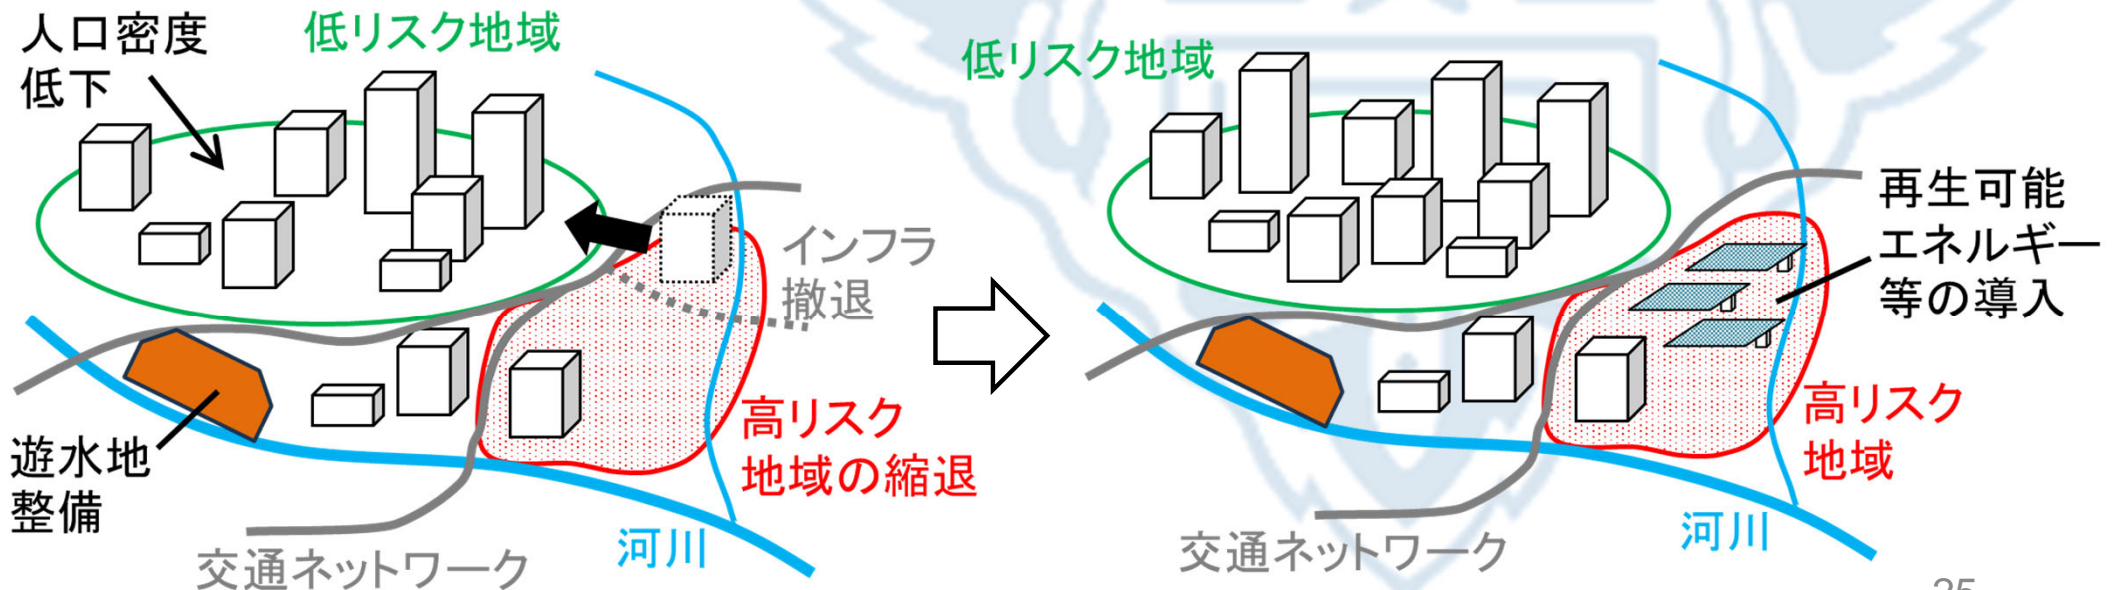 人口密度
低下
低リスク地域
インフラ
撤退
高リスク
地域の縮退
遊水地
整備
交通ネットワーク
河川
低リスク地域
再生可能
エネルギー
等の導入
高リスク
地域
河川
交通ネットワーク